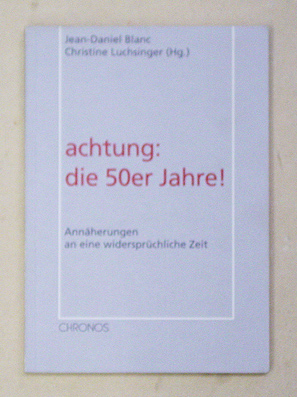 Jean-Daniel Blanc
Christine Luchsinger (Hg.)
achtung:
die 50er Jahre!
Annäherungen
an eine widersprüchliche Zeit
CHRONOS